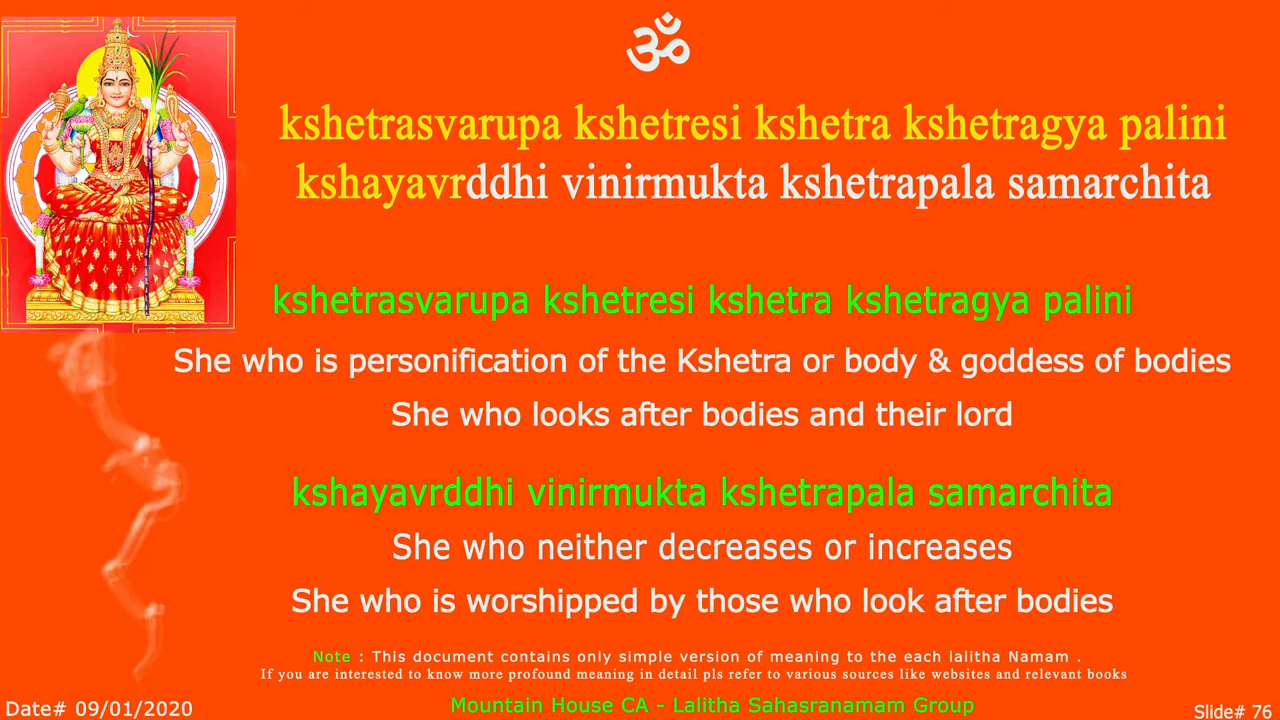 ॐ
kshetrasvarupa kshetresi kshetra kshetragya palini
kshayavrddhi vinirmukta kshetrapala samarchita
kshetrasvarupa kshetresi kshetra kshetragya palini
She who is personification of the Kshetra or body & goddess of bodies
She who looks after bodies and their lord
kshayavrddhi vinirmukta kshetrapala samarchita
She who neither decreases or increases
She who is worshipped by those who look after bodies
Note : This document contains only simple version of meaning to the each lalitha Namam .
If you are interested to know more profound meaning in detail pls refer to various sources like websites and relevant books
Mountain House CA - Lalitha Sahasranamam Group
Date# 09/01/2020
Slide# 76